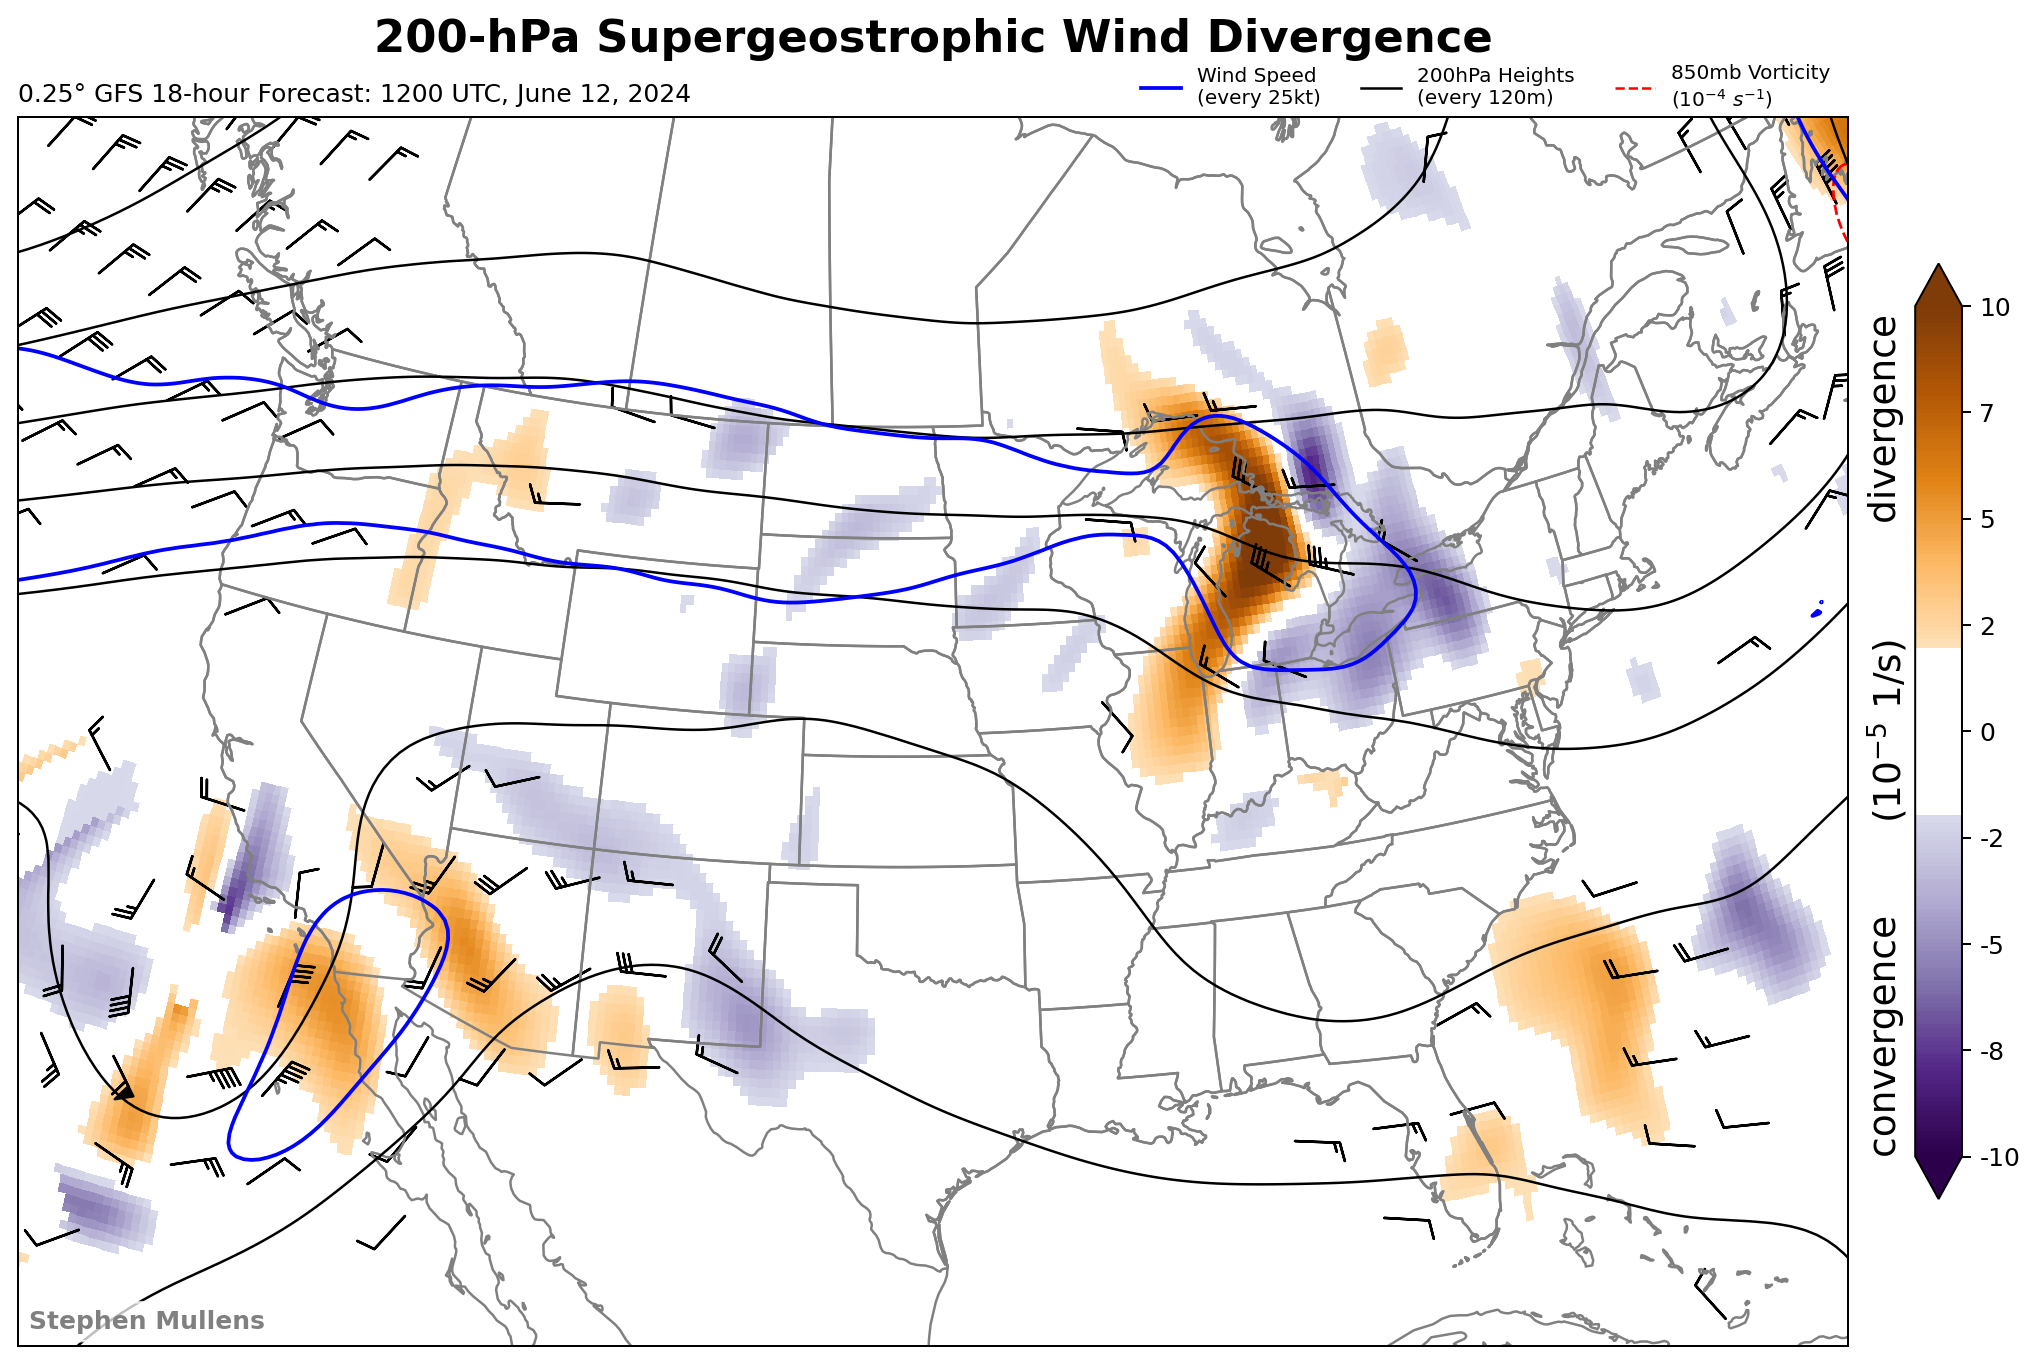 200-hPa Supergeostrophic Wind Divergence
0.25° GFS 18-hour Forecast: 1200 UTC, June 12, 2024
Wind Speed
(every 25kt)
200hPa Heights
(every 120m)
850mb Vorticity
(10⁻⁴ s⁻¹)
10
7
5
2
0
-2
-5
-8
-10
convergence (10⁻⁵ 1/s) divergence
Stephen Mullens